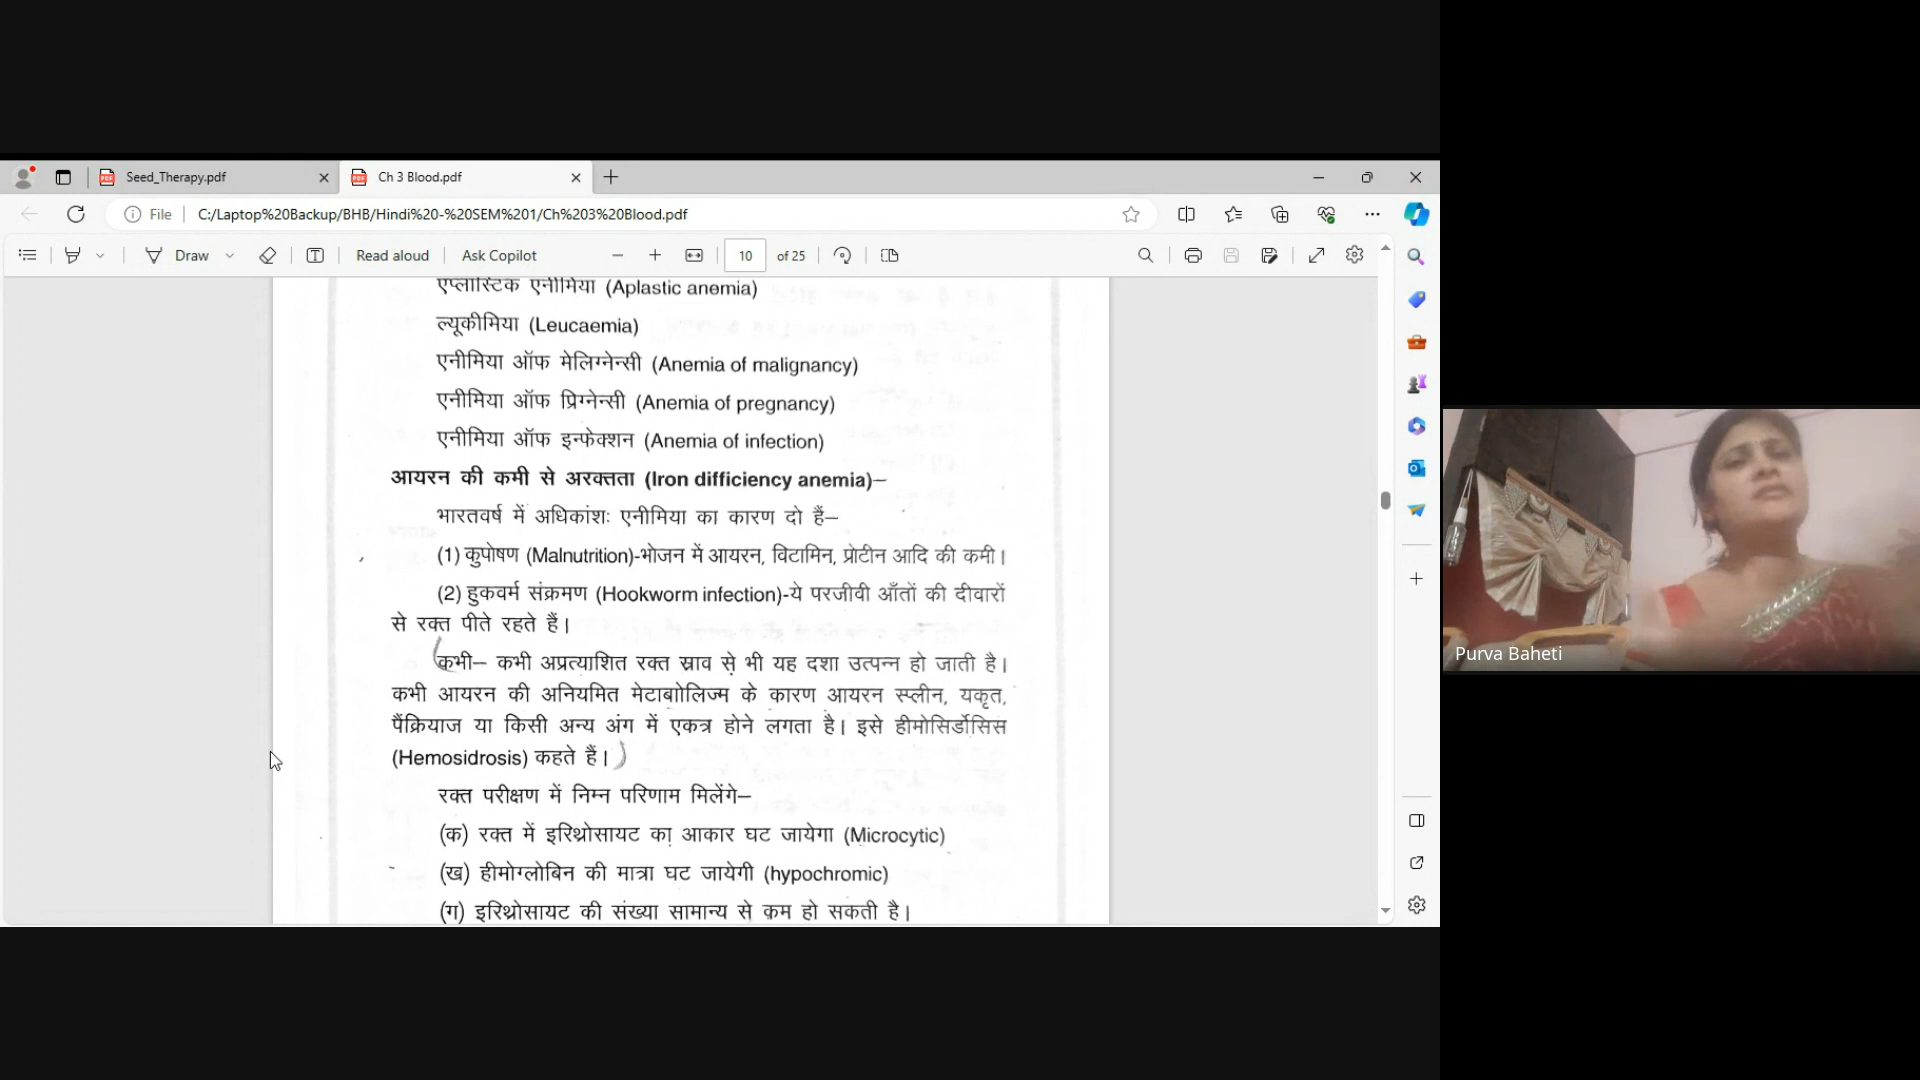 Seed_Therapy.pdf
Ch 3 Blood.pdf
File
C:/Laptop%20Backup/BHB/Hindi%20-%20SEM%201/Ch%203%20Blood.pdf
Draw
Read aloud
Ask Copilot
10 of 25
एप्लास्टिक एनीमिया (Aplastic anemia)
ल्यूकीमिया (Leucaemia)
एनीमिया ऑफ मेलिग्नेन्सी (Anemia of malignancy)
एनीमिया ऑफ प्रिग्नेन्सी (Anemia of pregnancy)
एनीमिया ऑफ इन्फेक्शन (Anemia of infection)
आयरन की कमी से अरक्तता (Iron difficiency anemia)–
भारतवर्ष में अधिकांशः एनीमिया का कारण दो हैं–
(1) कुपोषण (Malnutrition)-भोजन में आयरन, विटामिन, प्रोटीन आदि की कमी।
(2) हुकवर्म संक्रमण (Hookworm infection)-ये परजीवी आँतों की दीवारों
से रक्त पीते रहते हैं।
कभी– कभी अप्रत्याशित रक्त स्राव से भी यह दशा उत्पन्न हो जाती है।
कभी आयरन की अनियमित मेटाबाोलिज्म के कारण आयरन स्प्लीन, यकृत,
पैंक्रियाज या किसी अन्य अंग में एकत्र होने लगता है। इसे हीमोसिर्डोसिस
(Hemosidrosis) कहते हैं।
रक्त परीक्षण में निम्न परिणाम मिलेंगे–
(क) रक्त में इरिथ्रोसायट का आकार घट जायेगा (Microcytic)
(ख) हीमोग्लोबिन की मात्रा घट जायेगी (hypochromic)
(ग) इरिथ्रोसायट की संख्या सामान्य से कम हो सकती है।
Purva Baheti